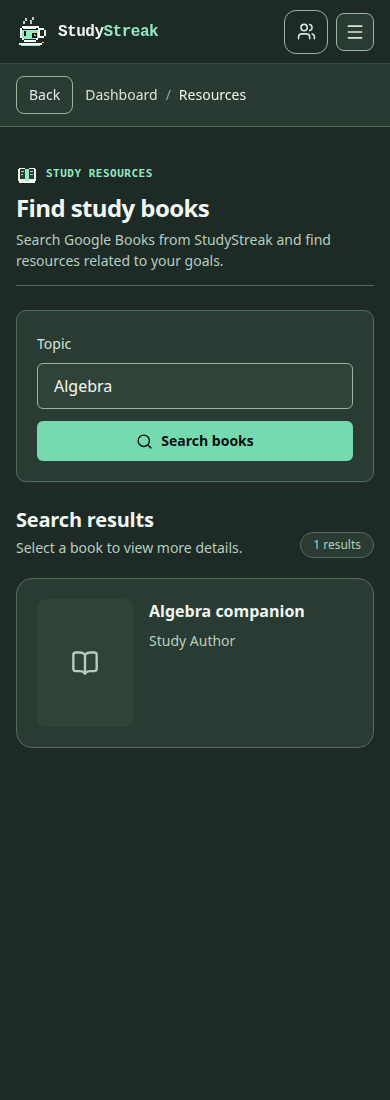 StudyStreak
Back
Dashboard / Resources
STUDY RESOURCES
Find study books
Search Google Books from StudyStreak and find
resources related to your goals.
Topic
Algebra
Search books
Search results
Select a book to view more details.
1 results
Algebra companion
Study Author